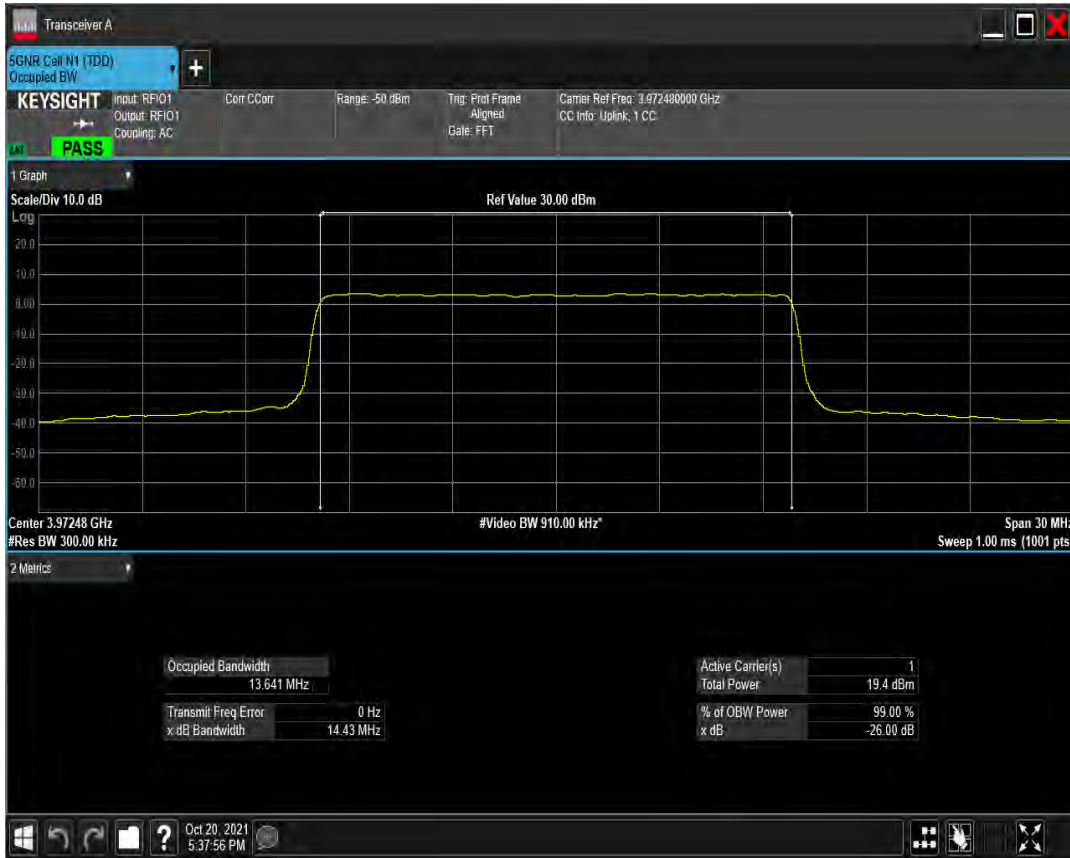 Transceiver A
5GNR Cell N1 (TDD)
Occupied BW
+
KEYSIGHT
PASS
Input: RFIO1
Output: RFIO1
Coupling: AC
Corr CCorr
Range: -50 dBm
Trig: Prot Frame
Aligned
Gate: FFT
Carrier Ref Freq: 3.972480000 GHz
CC Info: Uplink, 1 CC
1 Graph
Scale/Div 10.0 dB
Ref Value 30.00 dBm
Log
20.0
10.0
0.00
-10.0
-20.0
-30.0
-40.0
-50.0
-60.0
Center 3.97248 GHz
#Video BW 910.00 kHz*
Span 30 MHz
#Res BW 300.00 kHz
Sweep 1.00 ms (1001 pts
2 Metrics
Occupied Bandwidth
13.641 MHz
Transmit Freq Error 0 Hz
x dB Bandwidth 14.43 MHz
Active Carrier(s) 1
Total Power 19.4 dBm
% of OBW Power 99.00 %
x dB -26.00 dB
?
Oct 20, 2021
5:37:56 PM